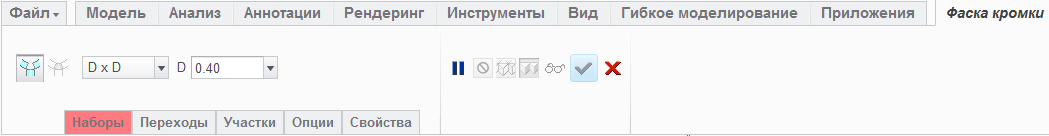 Файл Модель Анализ Аннотации Рендеринг Инструменты Вид Гибкое моделирование Приложения Фаска кромки
D x D D 0.40
Наборы Переходы Участки Опции Свойства